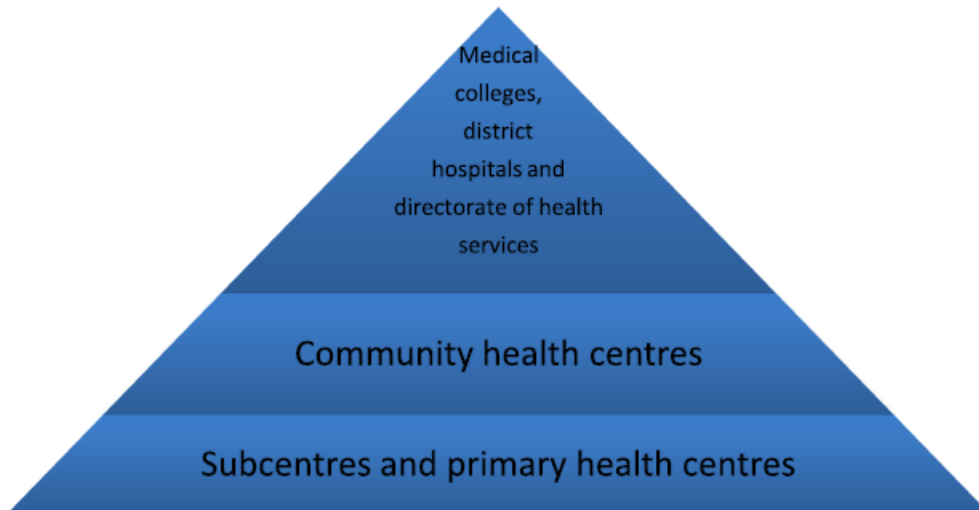 Medical
colleges,
district
hospitals and
directorate of health
services
Community health centres
Subcentres and primary health centres